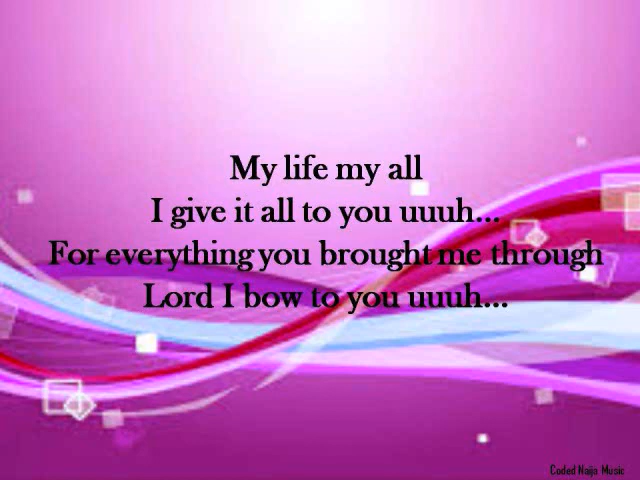 My life my all
I give it all to you uuuh...
For everything you brought me through
Lord I bow to you uuuh...
Coded Naija Music